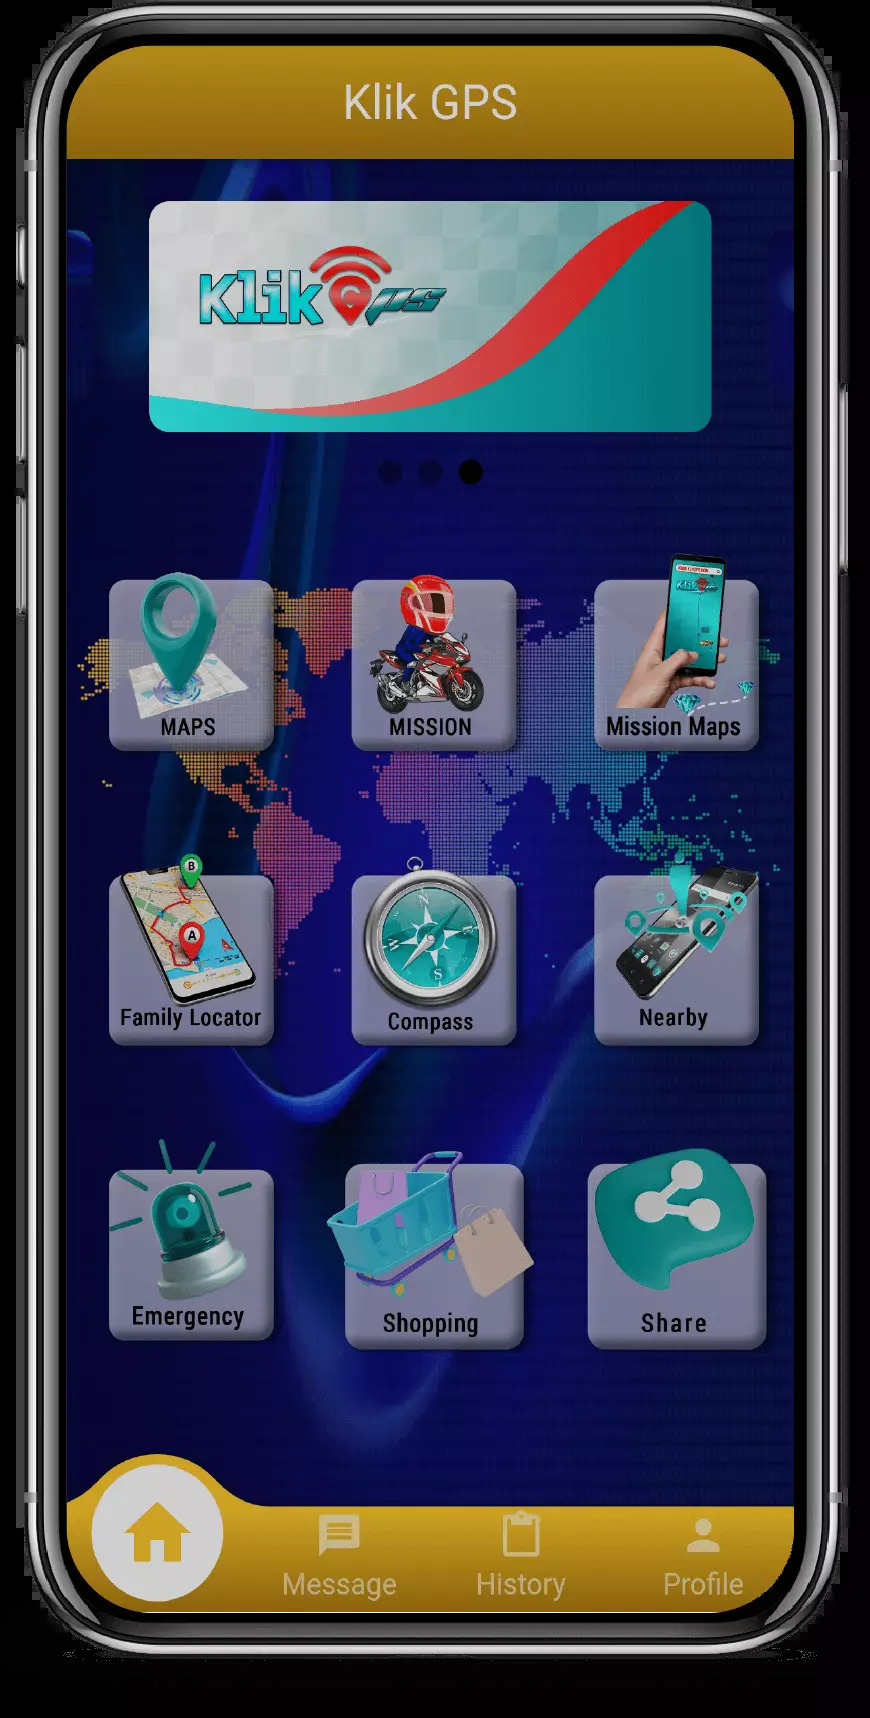 Klik GPS
Klik Gps
MAPS
MISSION
Mission Maps
B
A
Family Locator
N
E
S
W
Compass
Nearby
Emergency
Shopping
Share
Message
History
Profile